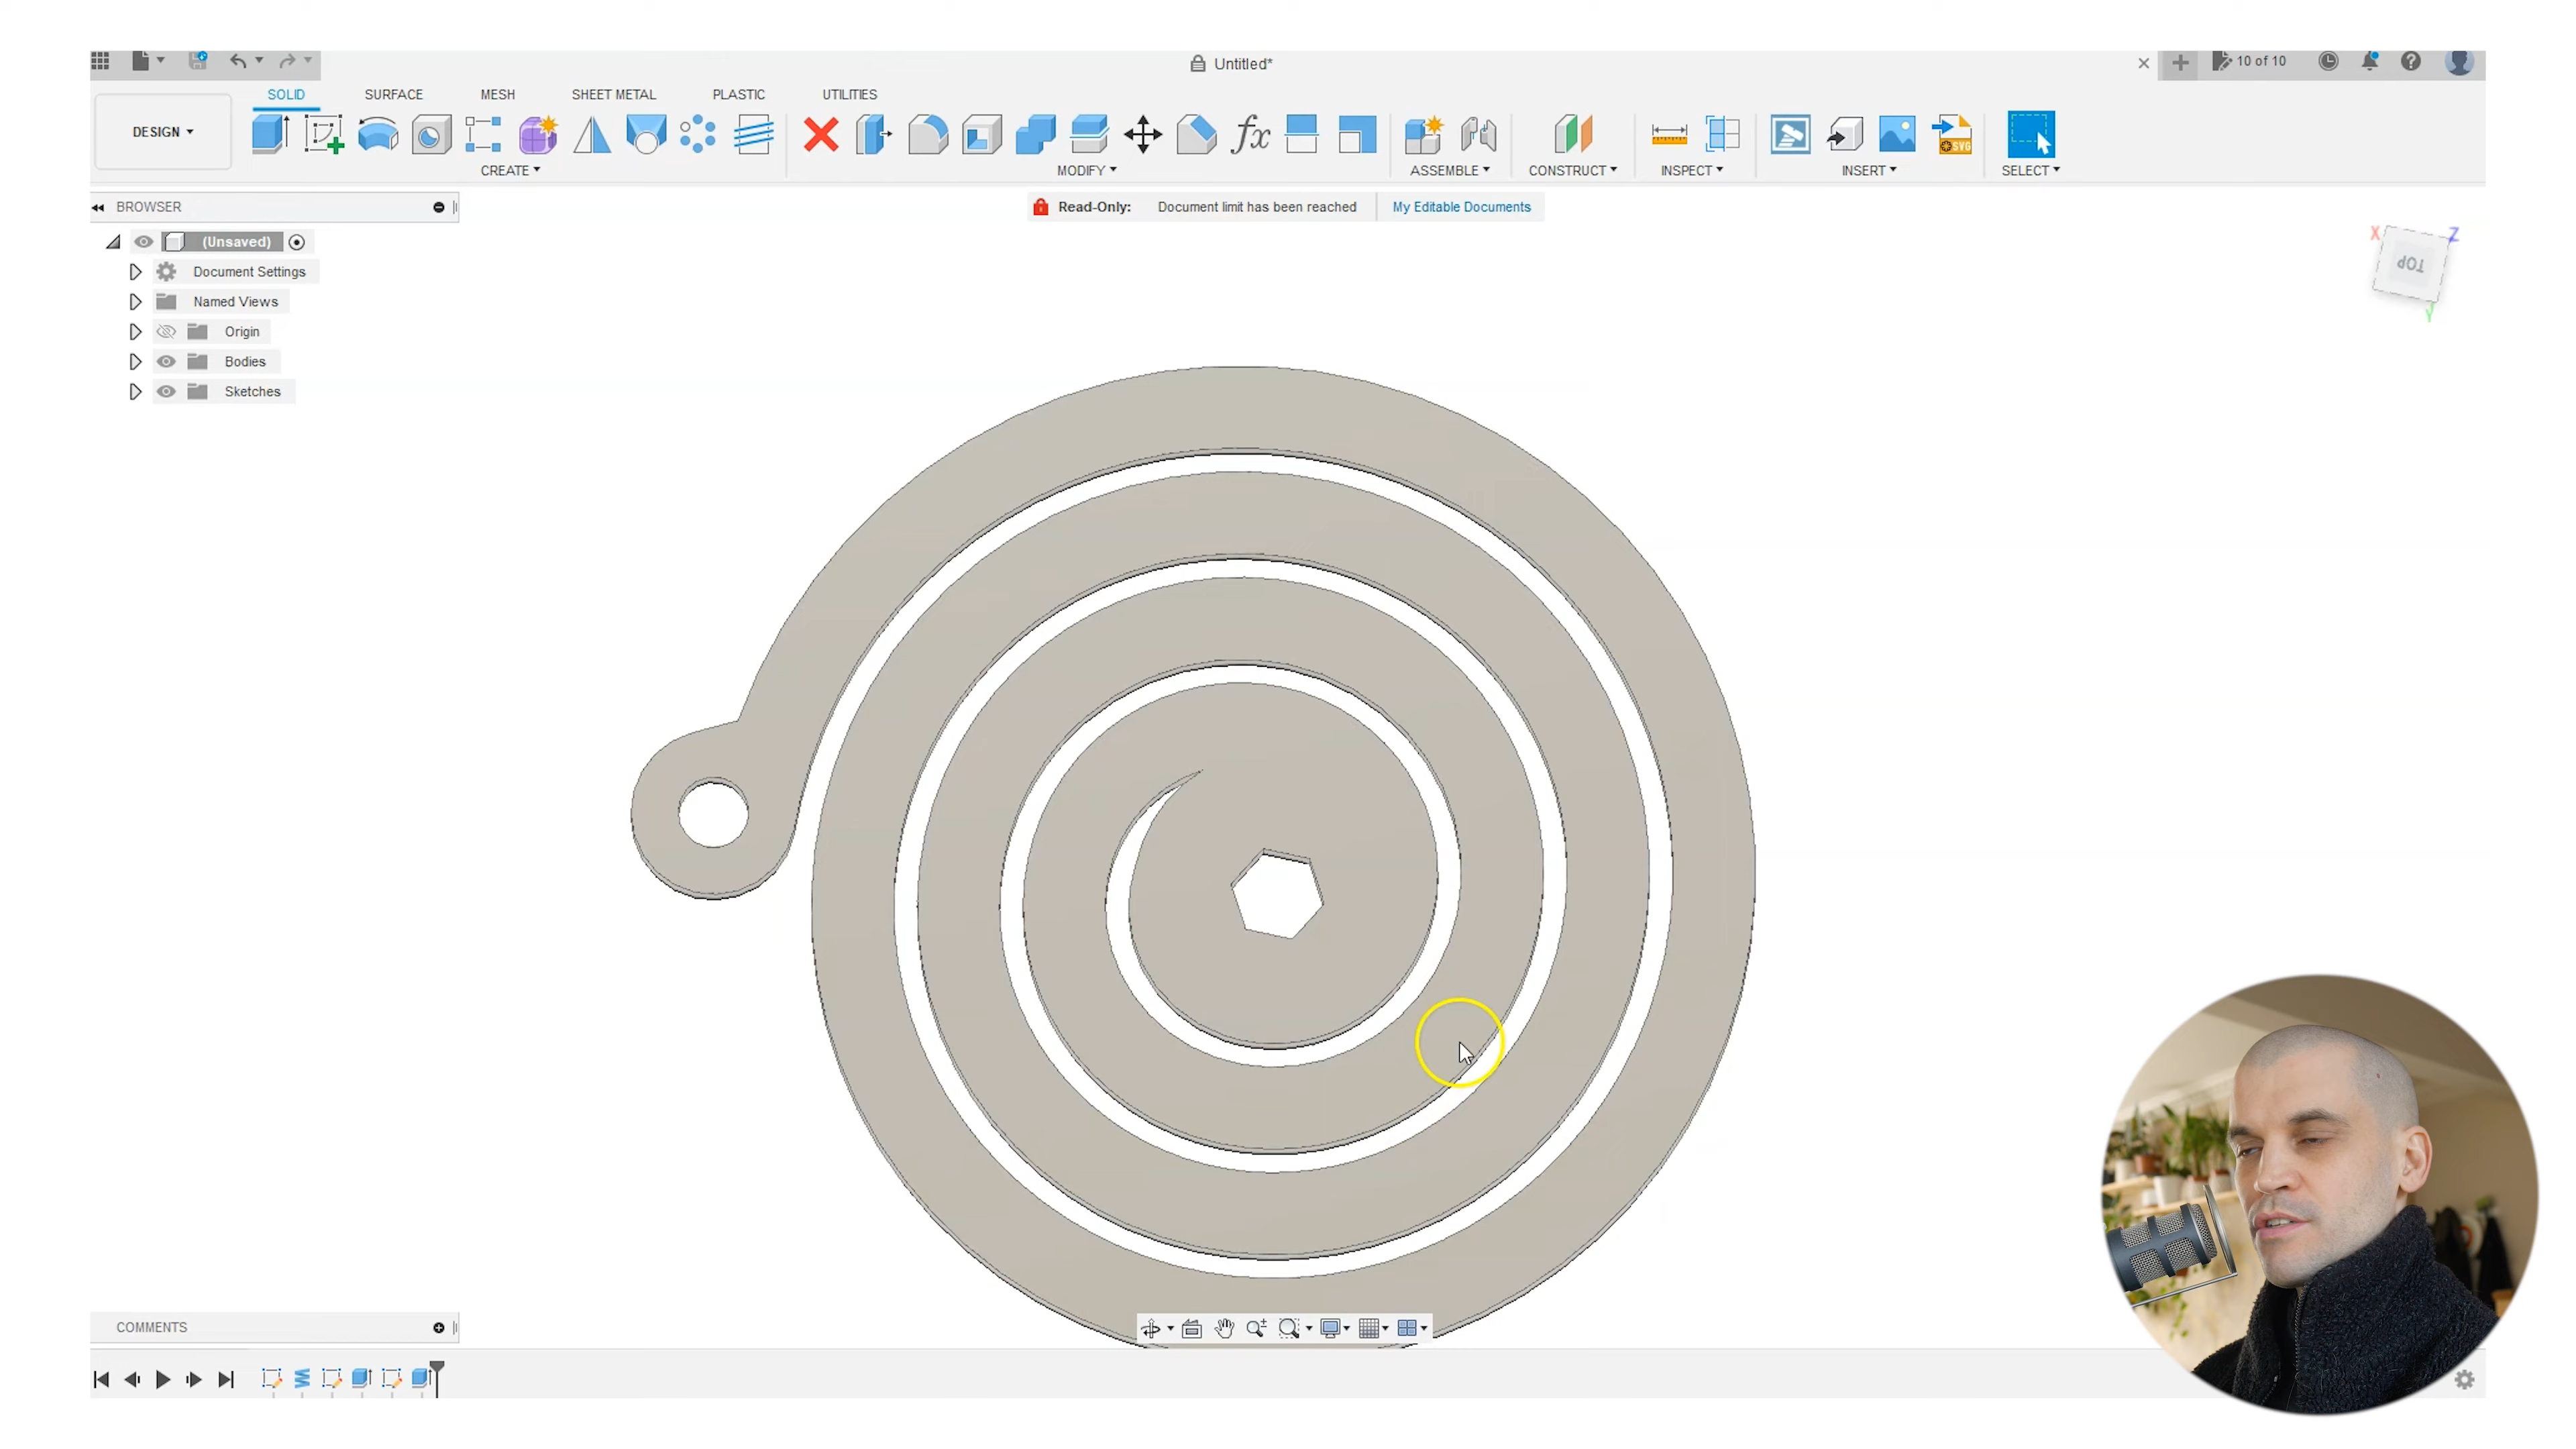 Untitled*
10 of 10
DESIGN
SOLID SURFACE MESH SHEET METAL PLASTIC UTILITIES
SVG
CREATE MODIFY ASSEMBLE CONSTRUCT INSPECT INSERT SELECT
BROWSER
Read-Only: Document limit has been reached My Editable Documents
(Unsaved)
Document Settings
Named Views
Origin
Bodies
Sketches
X Z
TOP
Y
COMMENTS